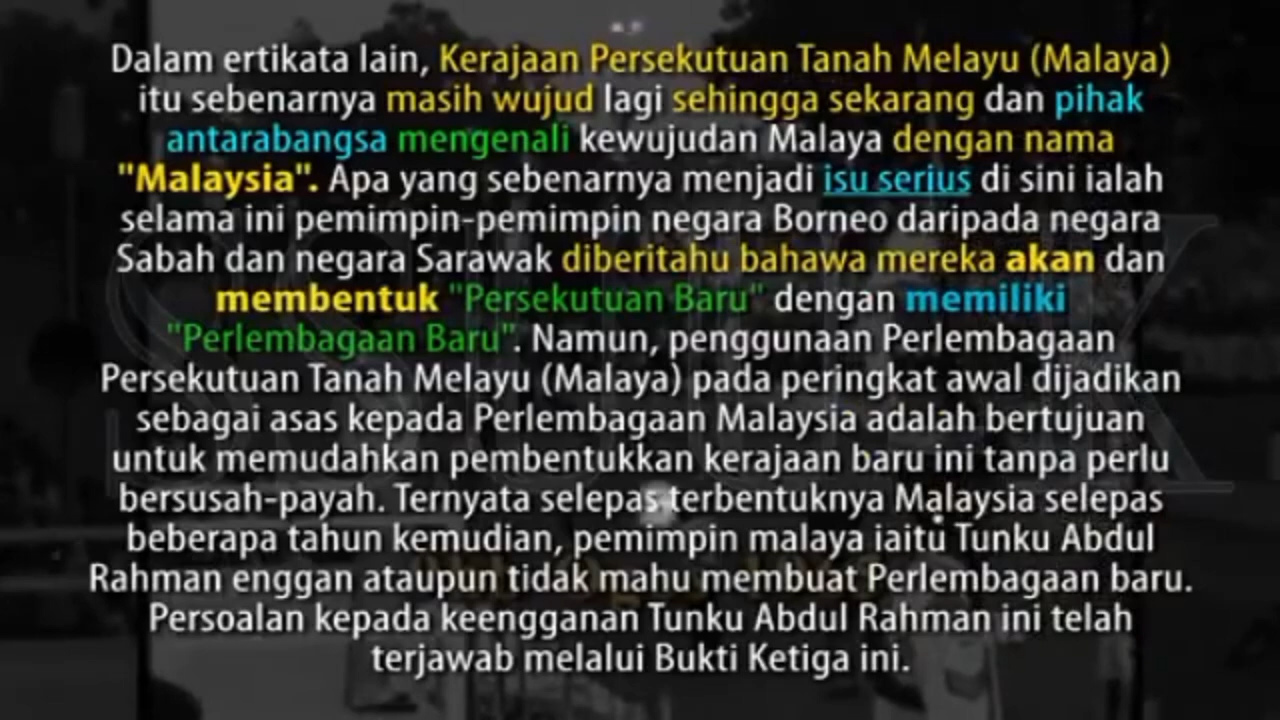 Dalam ertikata lain, Kerajaan Persekutuan Tanah Melayu (Malaya)
itu sebenarnya masih wujud lagi sehingga sekarang dan pihak
antarabangsa mengenali kewujudan Malaya dengan nama
"Malaysia". Apa yang sebenarnya menjadi isu serius di sini ialah
selama ini pemimpin-pemimpin negara Borneo daripada negara
Sabah dan negara Sarawak diberitahu bahawa mereka akan dan
membentuk "Persekutuan Baru" dengan memiliki
"Perlembagaan Baru". Namun, penggunaan Perlembagaan
Persekutuan Tanah Melayu (Malaya) pada peringkat awal dijadikan
sebagai asas kepada Perlembagaan Malaysia adalah bertujuan
untuk memudahkan pembentukkan kerajaan baru ini tanpa perlu
bersusah-payah. Ternyata selepas terbentuknya Malaysia selepas
beberapa tahun kemudian, pemimpin malaya iaitu Tunku Abdul
Rahman enggan ataupun tidak mahu membuat Perlembagaan baru.
Persoalan kepada keengganan Tunku Abdul Rahman ini telah
terjawab melalui Bukti Ketiga ini.